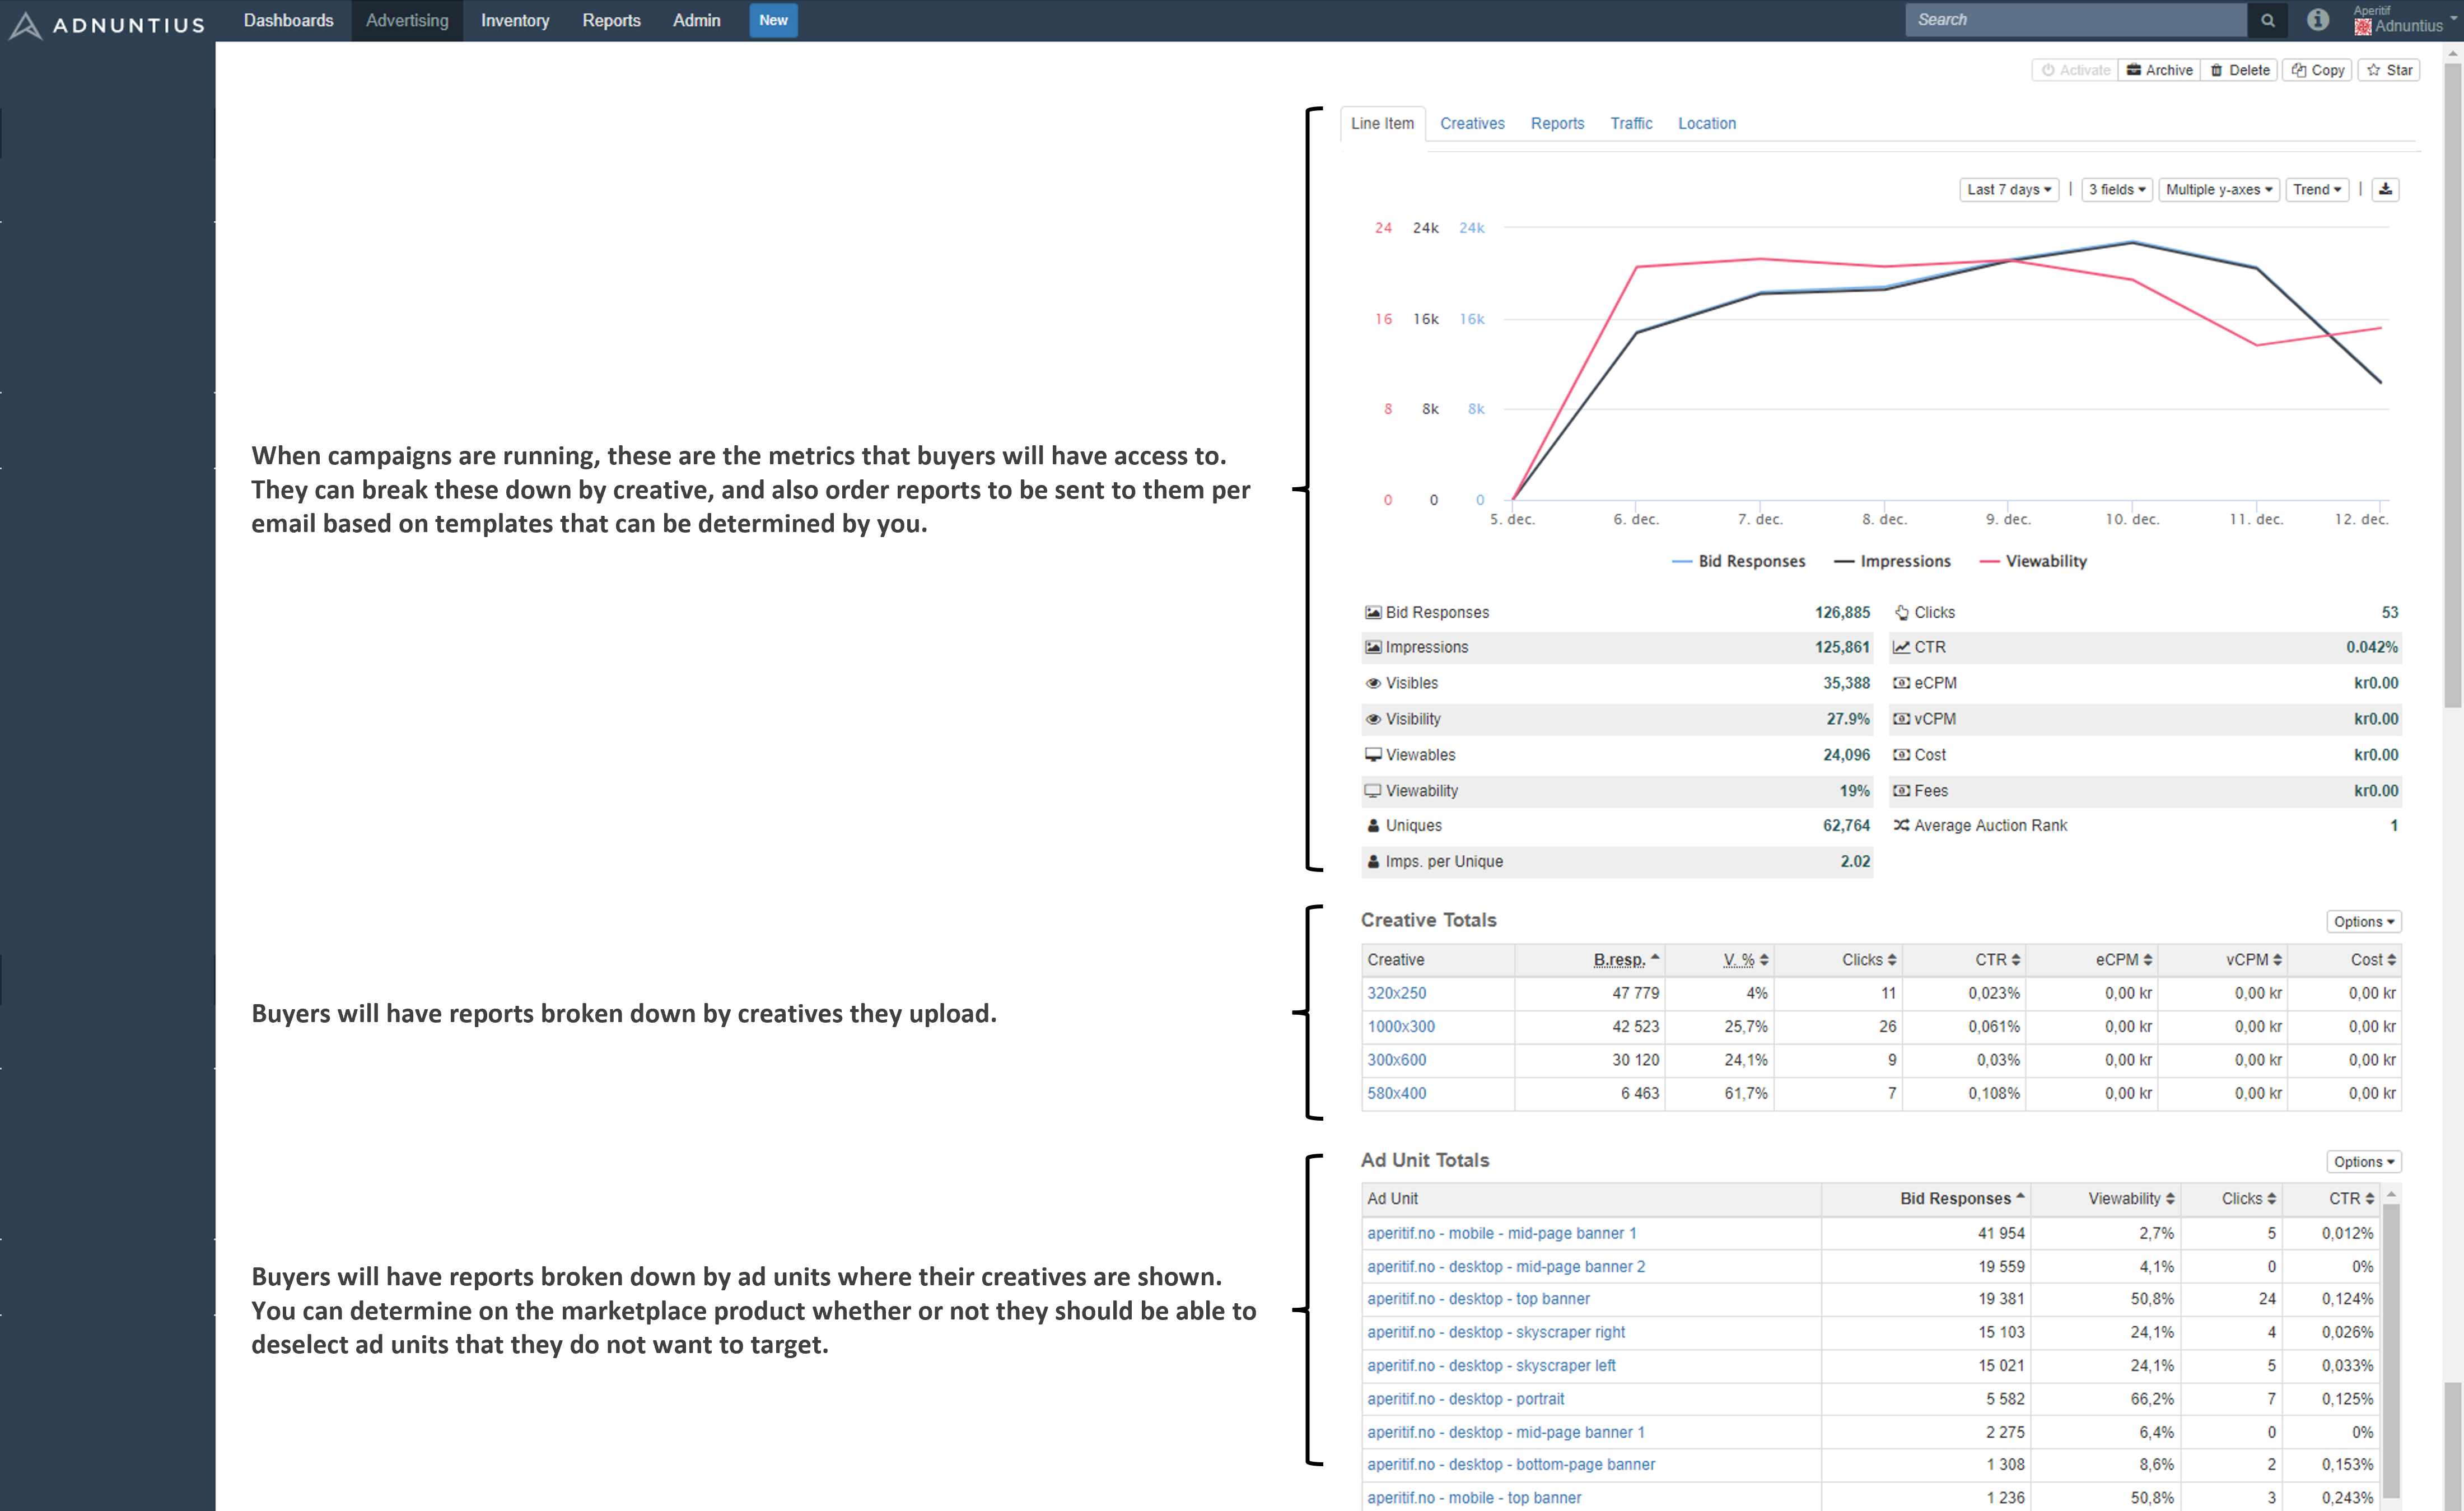 ADNUNTIUS Dashboards Advertising Inventory Reports Admin New Search Aperitif Adnuntius
Activate Archive Delete Copy Star
Line Item Creatives Reports Traffic Location
Last 7 days | 3 fields Multiple y-axes Trend |
24 24k 24k
16 16k 16k
8 8k 8k
0 0 0
5. dec. 6. dec. 7. dec. 8. dec. 9. dec. 10. dec. 11. dec. 12. dec.
Bid Responses Impressions Viewability
When campaigns are running, these are the metrics that buyers will have access to.
They can break these down by creative, and also order reports to be sent to them per
email based on templates that can be determined by you.
Bid Responses 126,885 Clicks 53
Impressions 125,861 CTR 0.042%
Visibles 35,388 eCPM kr0.00
Visibility 27.9% vCPM kr0.00
Viewables 24,096 Cost kr0.00
Viewability 19% Fees kr0.00
Uniques 62,764 Average Auction Rank 1
Imps. per Unique 2.02
Buyers will have reports broken down by creatives they upload.
Creative Totals Options
Creative B.resp. V. % Clicks CTR eCPM vCPM Cost
320x250 47 779 4% 11 0,023% 0,00 kr 0,00 kr 0,00 kr
1000x300 42 523 25,7% 26 0,061% 0,00 kr 0,00 kr 0,00 kr
300x600 30 120 24,1% 9 0,03% 0,00 kr 0,00 kr 0,00 kr
580x400 6 463 61,7% 7 0,108% 0,00 kr 0,00 kr 0,00 kr
Buyers will have reports broken down by ad units where their creatives are shown.
You can determine on the marketplace product whether or not they should be able to
deselect ad units that they do not want to target.
Ad Unit Totals Options
Ad Unit Bid Responses Viewability Clicks CTR
aperitif.no - mobile - mid-page banner 1 41 954 2,7% 5 0,012%
aperitif.no - desktop - mid-page banner 2 19 559 4,1% 0 0%
aperitif.no - desktop - top banner 19 381 50,8% 24 0,124%
aperitif.no - desktop - skyscraper right 15 103 24,1% 4 0,026%
aperitif.no - desktop - skyscraper left 15 021 24,1% 5 0,033%
aperitif.no - desktop - portrait 5 582 66,2% 7 0,125%
aperitif.no - desktop - mid-page banner 1 2 275 6,4% 0 0%
aperitif.no - desktop - bottom-page banner 1 308 8,6% 2 0,153%
aperitif.no - mobile - top banner 1 236 50,8% 3 0,243%